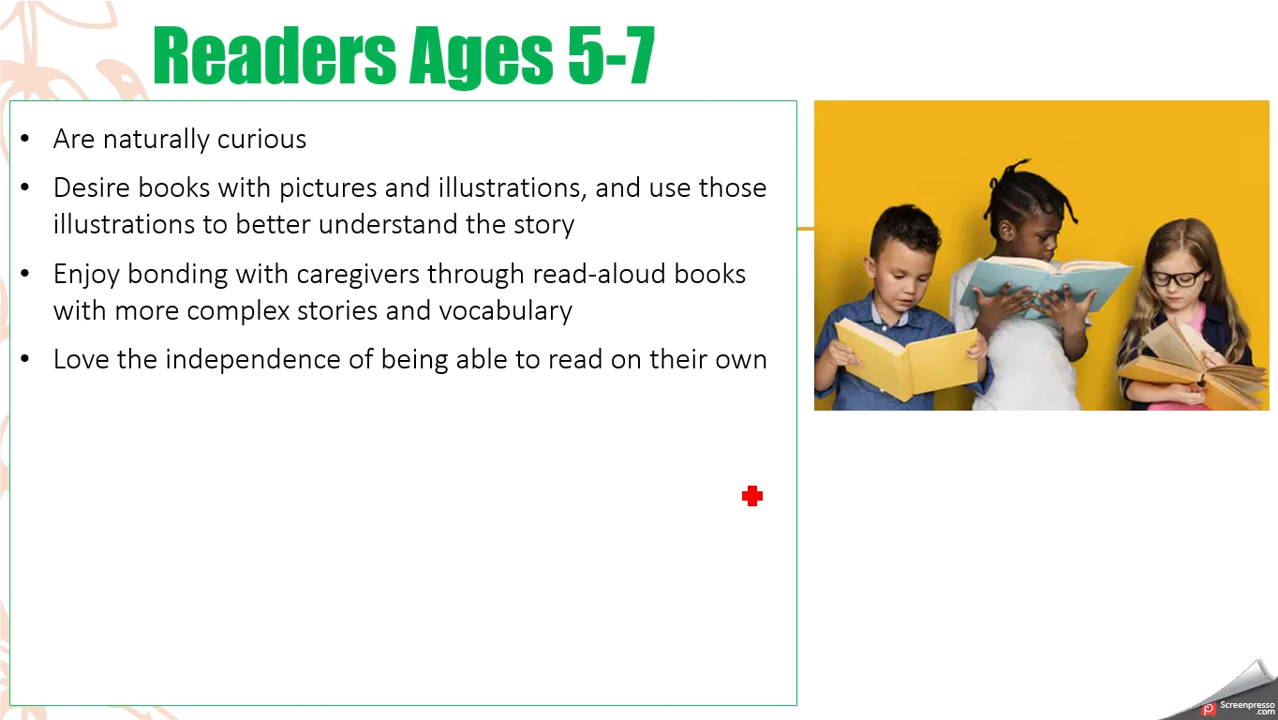 Readers Ages 5-7
• Are naturally curious
• Desire books with pictures and illustrations, and use those
illustrations to better understand the story
• Enjoy bonding with caregivers through read-aloud books
with more complex stories and vocabulary
• Love the independence of being able to read on their own
Screenpresso
.com